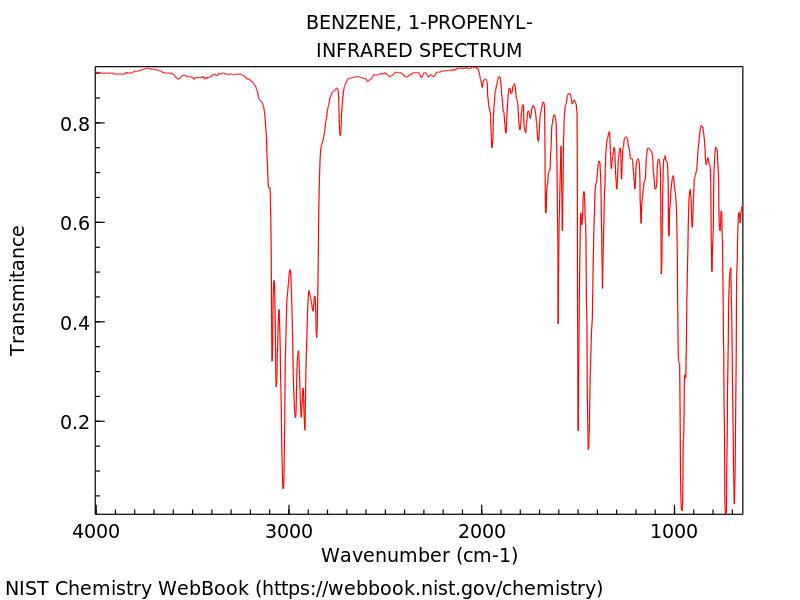 BENZENE, 1-PROPENYL-
INFRARED SPECTRUM
Transmitance
0.8
0.6
0.4
0.2
4000 3000 2000 1000
Wavenumber (cm-1)
NIST Chemistry WebBook (https://webbook.nist.gov/chemistry)